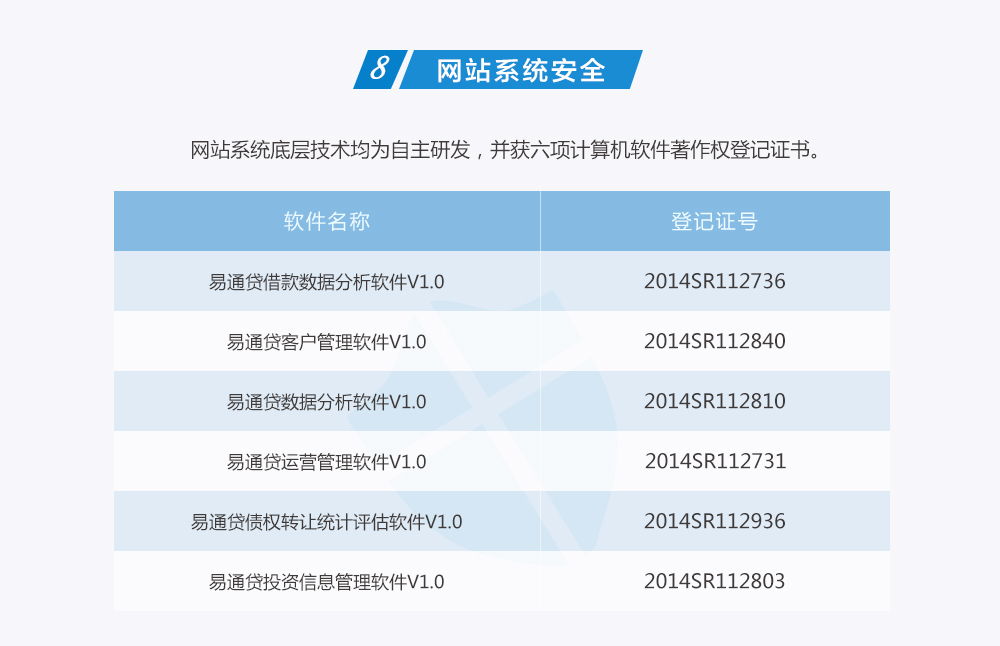 8 网站系统安全
网站系统底层技术均为自主研发，并获六项计算机软件著作权登记证书。
软件名称 登记证号
易通贷借款数据分析软件V1.0 2014SR112736
易通贷客户管理软件V1.0 2014SR112840
易通贷数据分析软件V1.0 2014SR112810
易通贷运营管理软件V1.0 2014SR112731
易通贷债权转让统计评估软件V1.0 2014SR112936
易通贷投资信息管理软件V1.0 2014SR112803